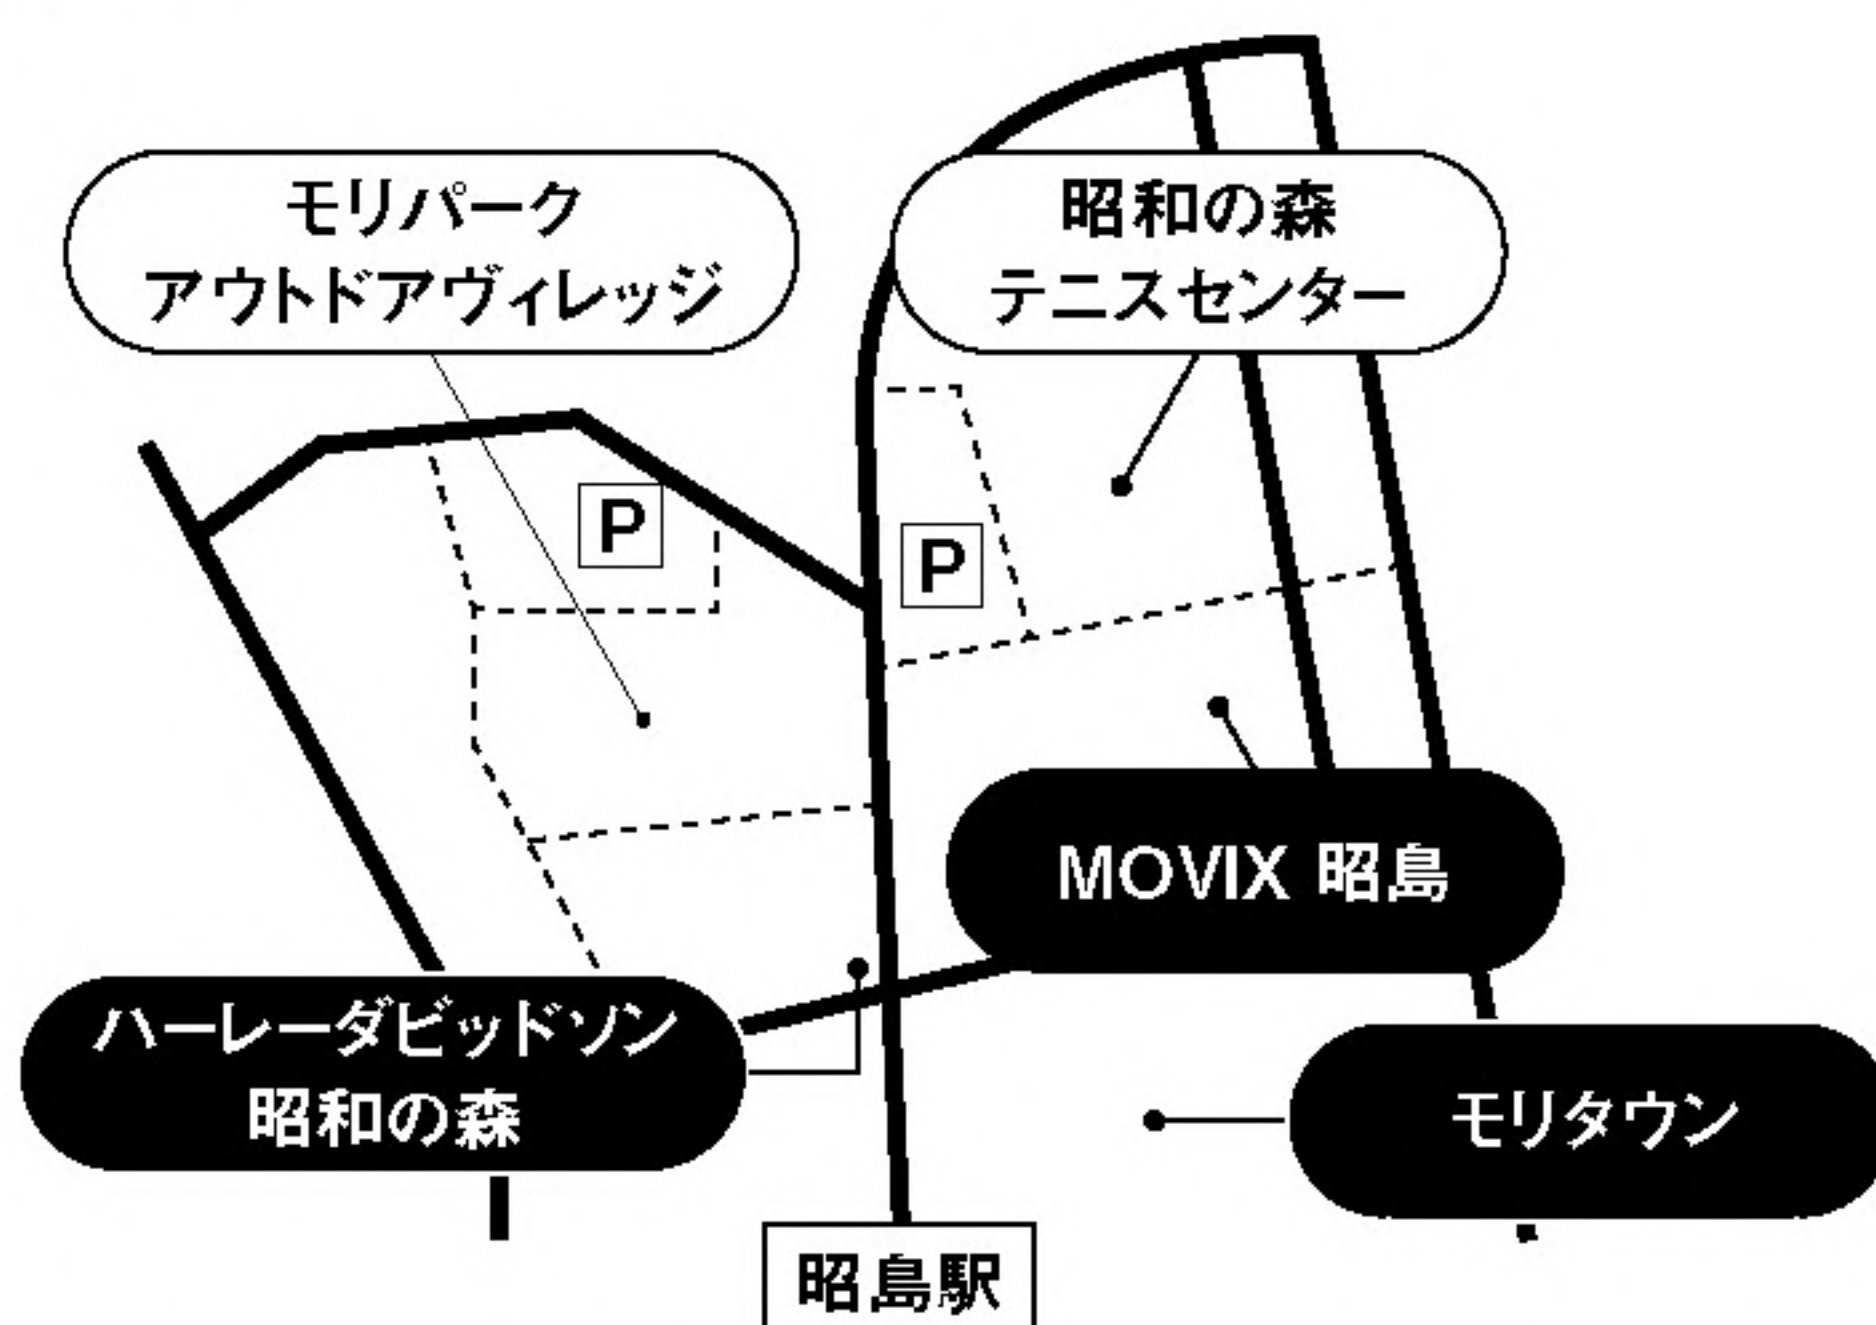 モリパーク
アウトドアヴィレッジ
昭和の森
テニスセンター
P
P
MOVIX 昭島
ハーレーダビッドソン
昭和の森
モリタウン
昭島駅